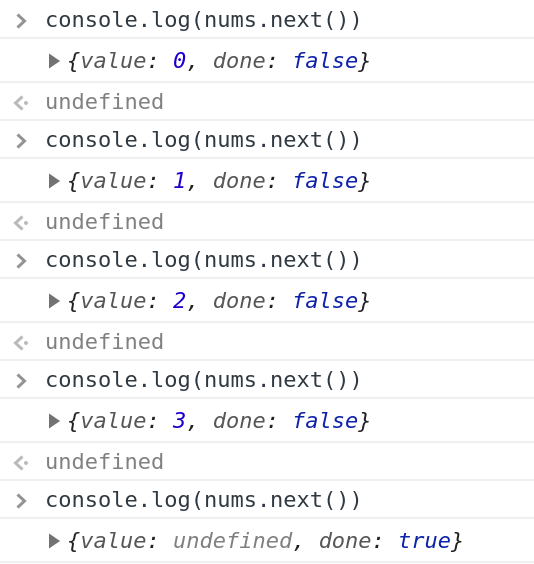 console.log(nums.next())
{value: 0, done: false}
undefined
console.log(nums.next())
{value: 1, done: false}
undefined
console.log(nums.next())
{value: 2, done: false}
undefined
console.log(nums.next())
{value: 3, done: false}
undefined
console.log(nums.next())
{value: undefined, done: true}